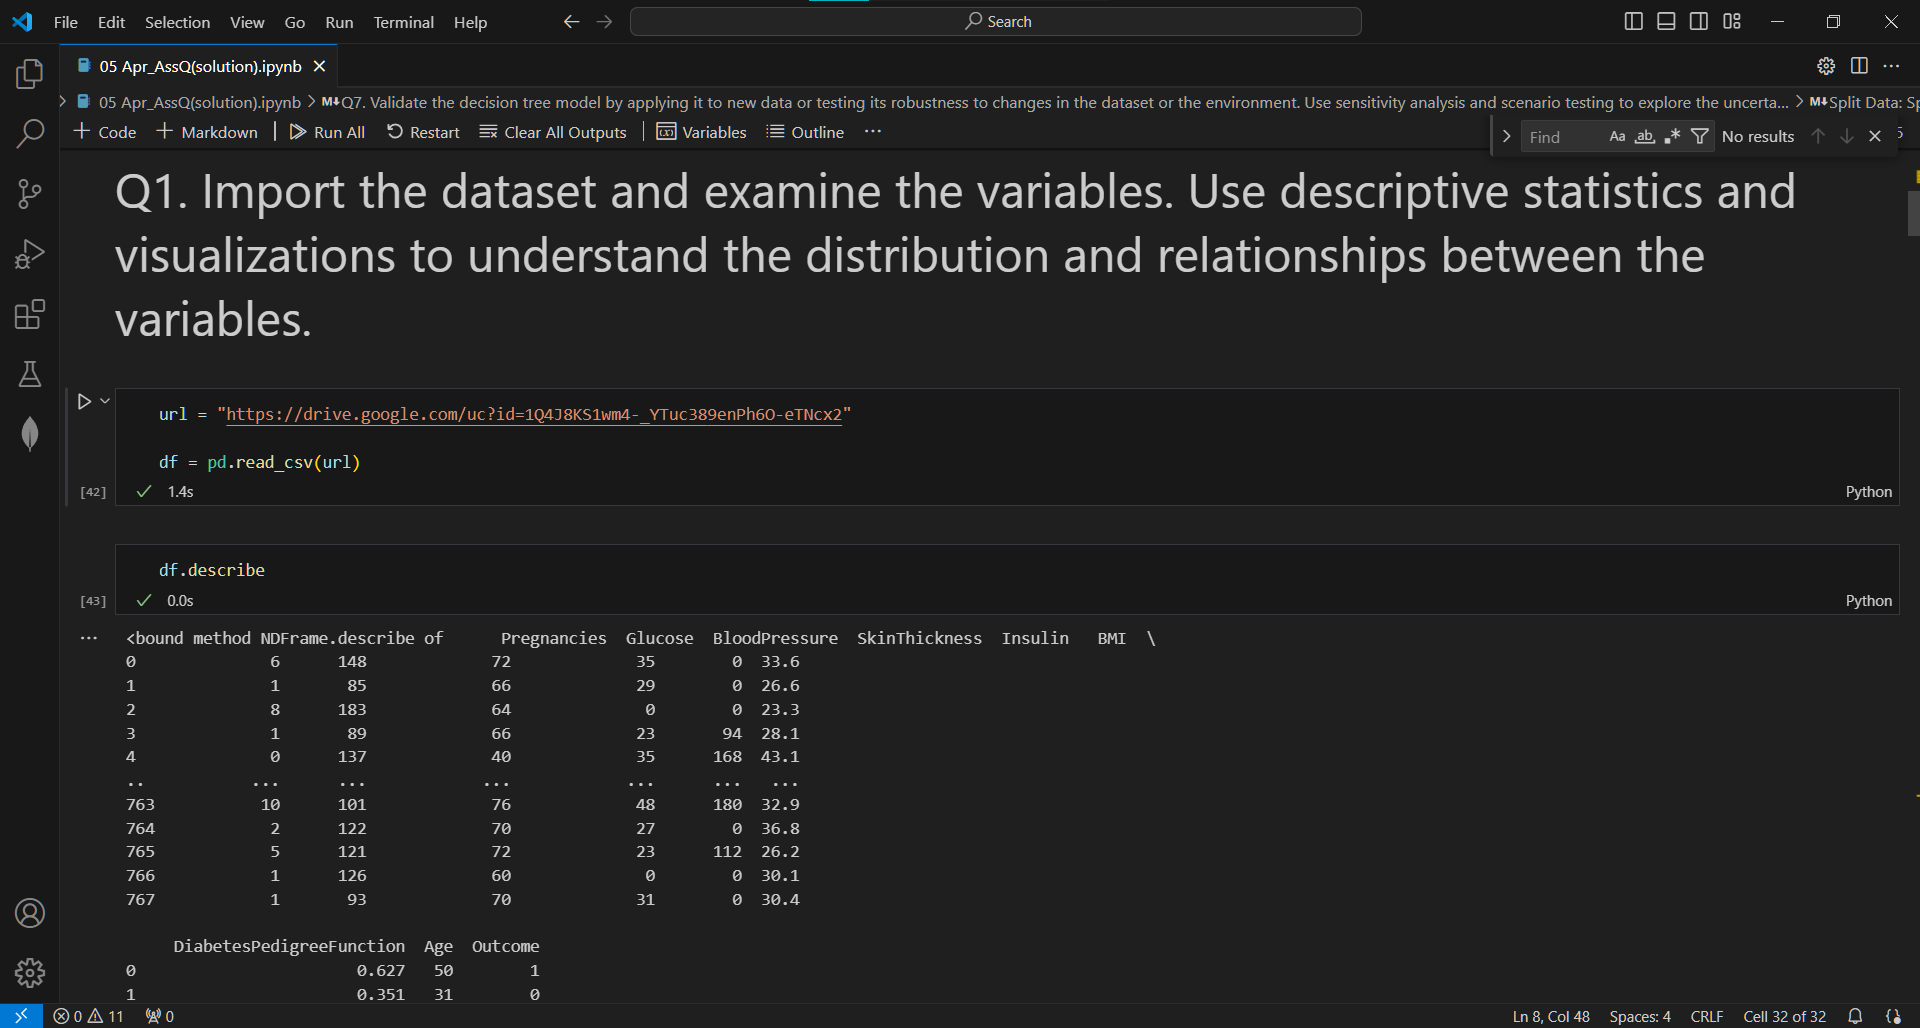 File Edit Selection View Go Run Terminal Help Search
05 Apr_AssQ(solution).ipynb
05 Apr_AssQ(solution).ipynb > M↓Q7. Validate the decision tree model by applying it to new data or testing its robustness to changes in the dataset or the environment. Use sensitivity analysis and scenario testing to explore the uncerta... > M↓Split Data: Sp
+ Code + Markdown | Run All Restart Clear All Outputs | Variables Outline ...
Find Aa ab .* No results 5
Q1. Import the dataset and examine the variables. Use descriptive statistics and
visualizations to understand the distribution and relationships between the
variables.
url = "https://drive.google.com/uc?id=1Q4J8KS1wm4-_YTuc389enPh6O-eTNcx2"
df = pd.read_csv(url)
[42] ✓ 1.4s Python
df.describe
[43] ✓ 0.0s Python
... <bound method NDFrame.describe of      Pregnancies  Glucose  BloodPressure  SkinThickness  Insulin   BMI  \
0 6 148 72 35 0 33.6
1 1 85 66 29 0 26.6
2 8 183 64 0 0 23.3
3 1 89 66 23 94 28.1
4 0 137 40 35 168 43.1
.. ... ... ... ... ... ...
763 10 101 76 48 180 32.9
764 2 122 70 27 0 36.8
765 5 121 72 23 112 26.2
766 1 126 60 0 0 30.1
767 1 93 70 31 0 30.4
DiabetesPedigreeFunction Age Outcome
0 0.627 50 1
1 0.351 31 0
0 11 0 Ln 8, Col 48 Spaces: 4 CRLF Cell 32 of 32